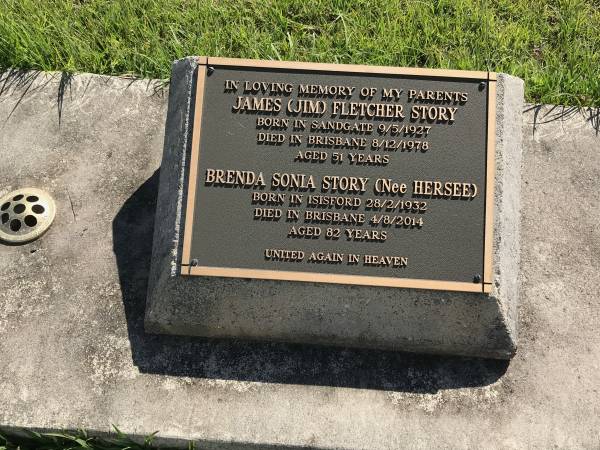 IN LOVING MEMORY OF MY PARENTS
JAMES (JIM) FLETCHER STORY
BORN IN SANDGATE 9/5/1927
DIED IN BRISBANE 8/12/1978
AGED 51 YEARS
BRENDA SONIA STORY (Nee HERSEE)
BORN IN ISISFORD 28/2/1932
DIED IN BRISBANE 4/8/2014
AGED 82 YEARS
UNITED AGAIN IN HEAVEN